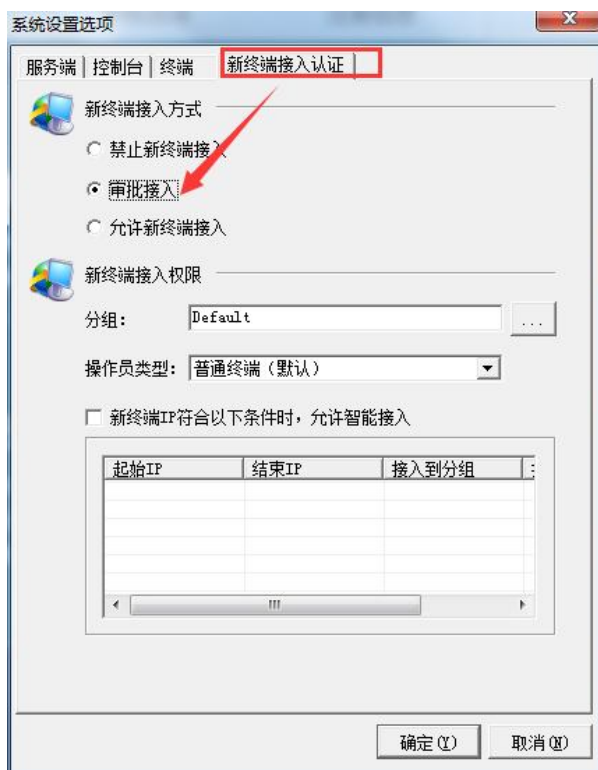 系统设置选项
服务端 控制台 终端 新终端接入认证
新终端接入方式
禁止新终端接入
审批接入
允许新终端接入
新终端接入权限
分组: Default ...
操作员类型: 普通终端（默认）
新终端IP符合以下条件时，允许智能接入
起始IP 结束IP 接入到分组
确定(Y) 取消(N)